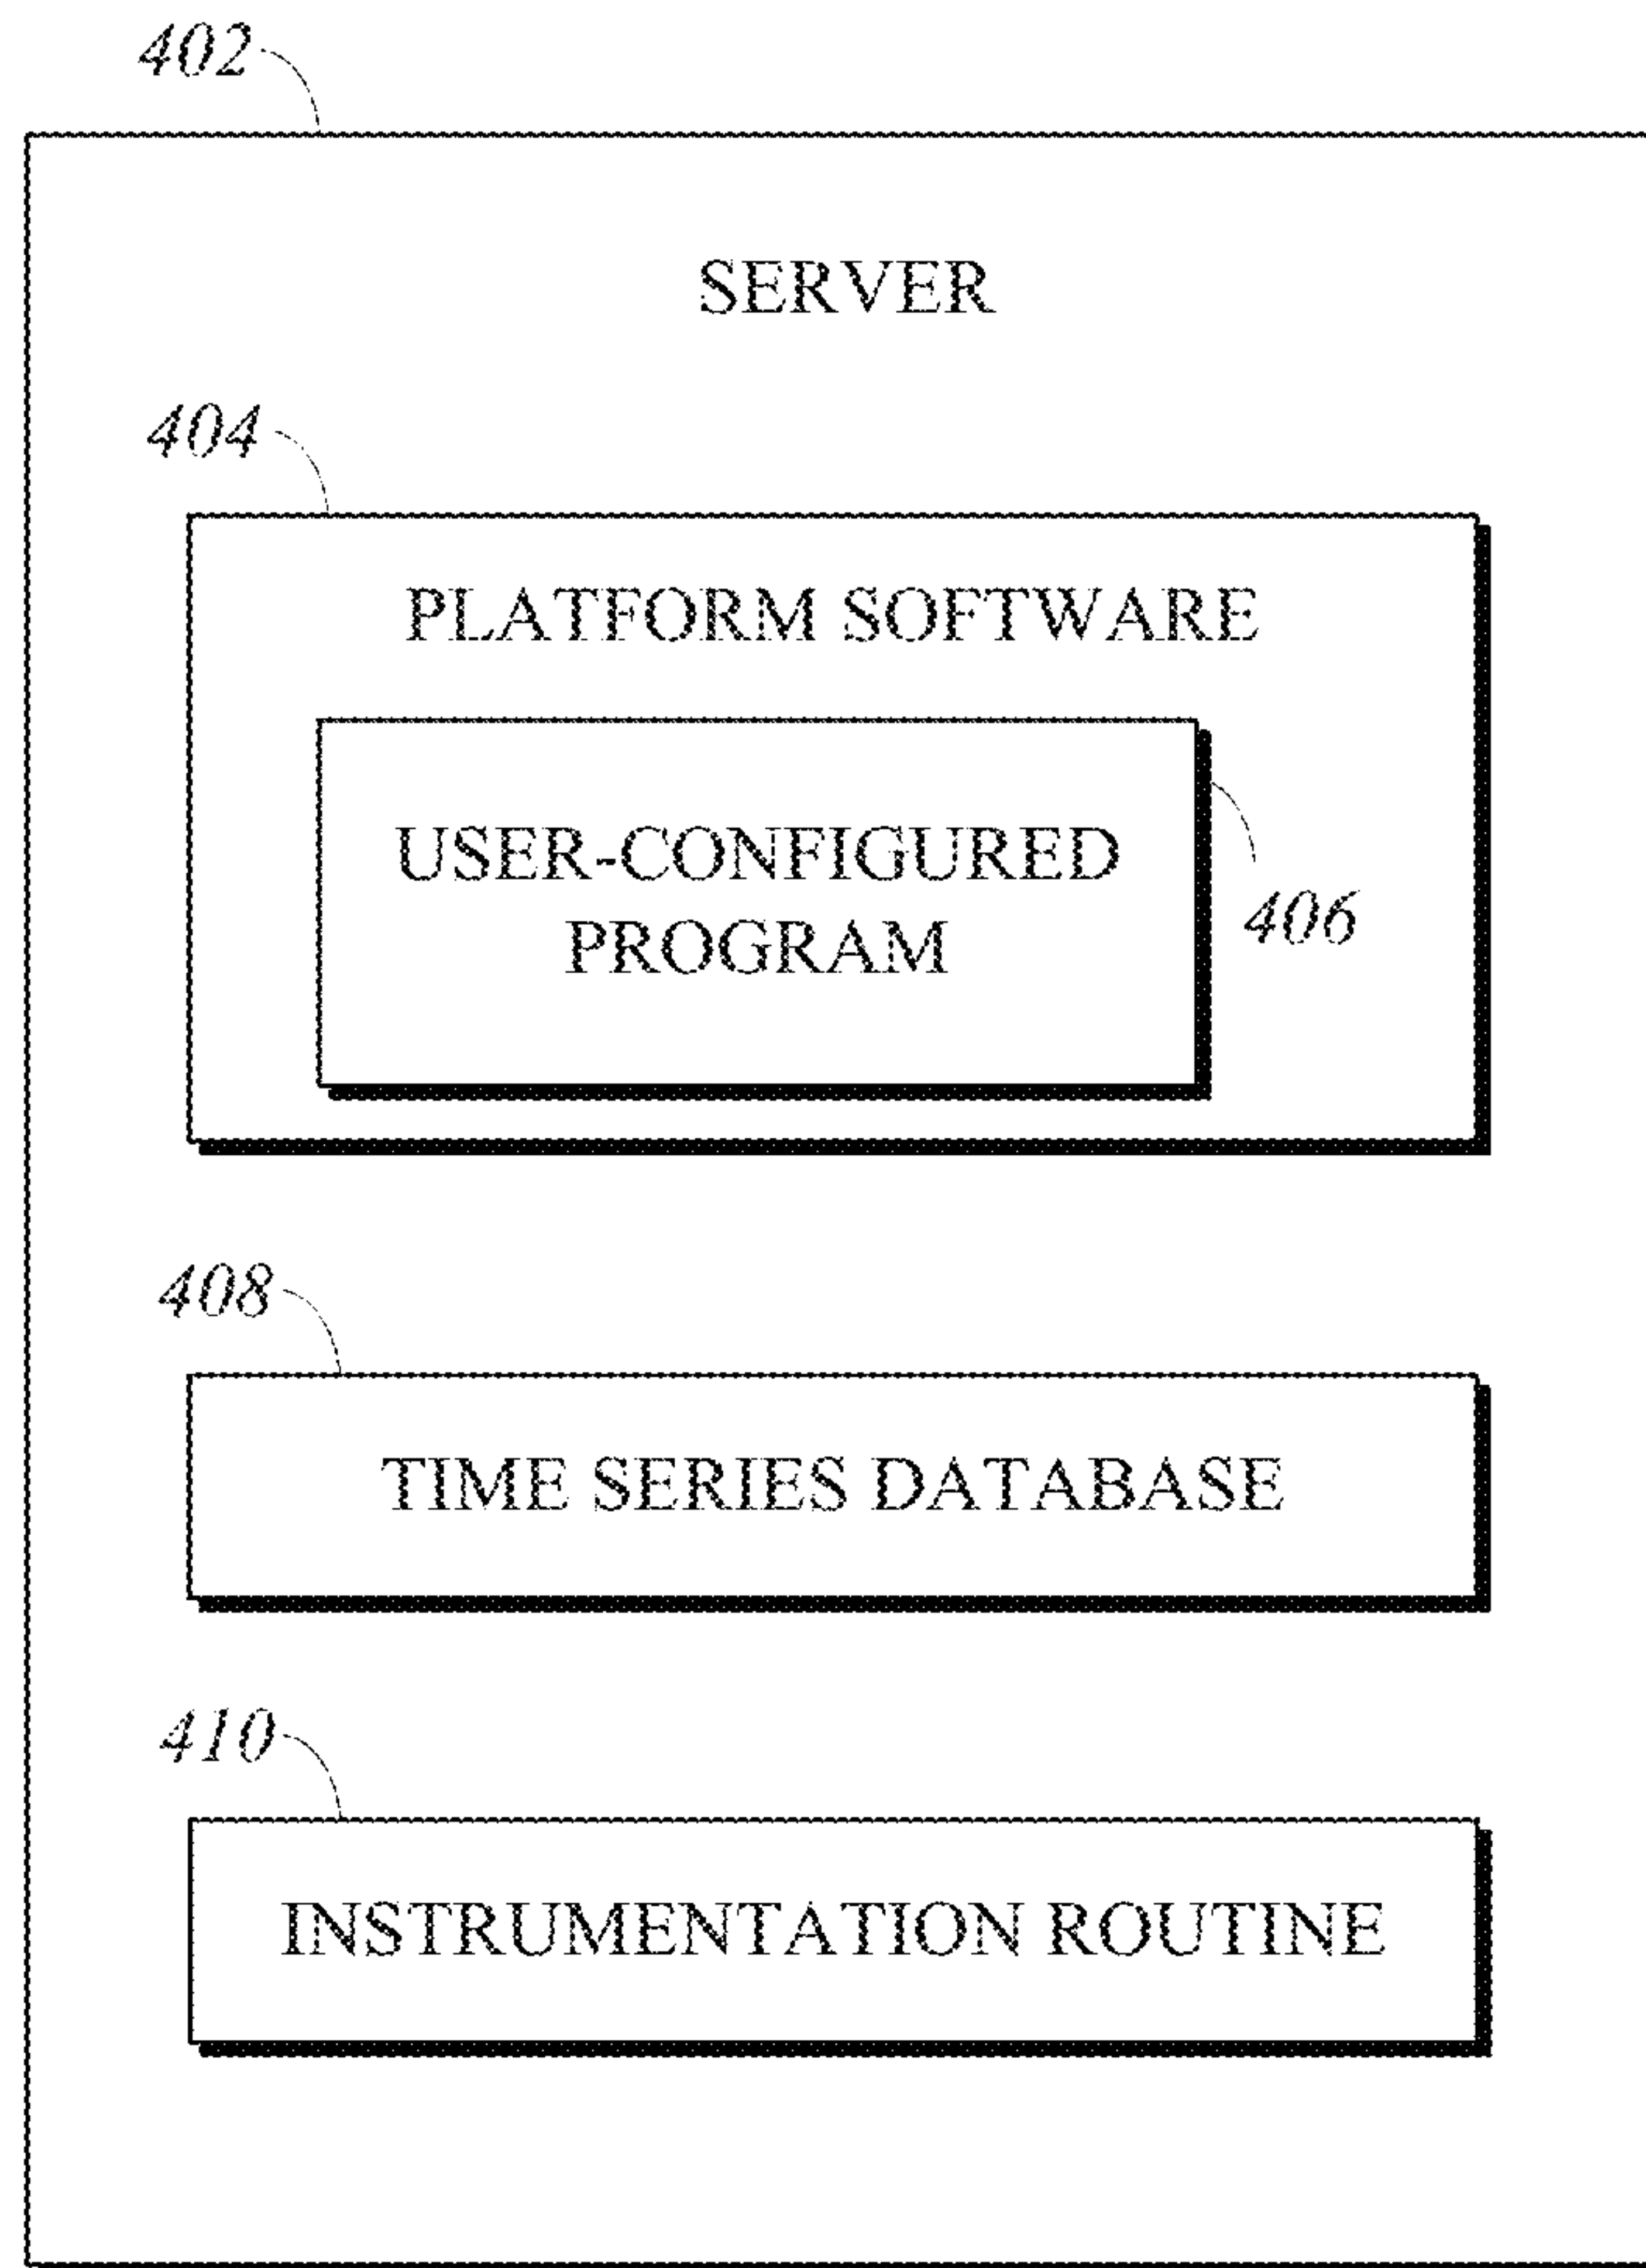 402
SERVER
404
PLATFORM SOFTWARE
USER-CONFIGURED
PROGRAM
406
408
TIME SERIES DATABASE
410
INSTRUMENTATION ROUTINE